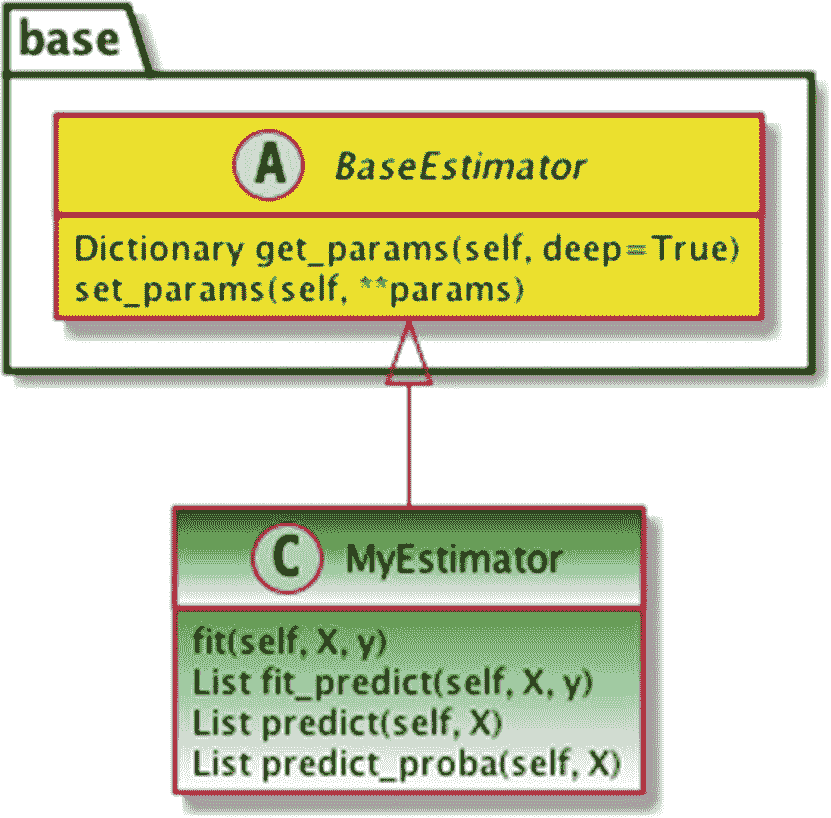 base
A BaseEstimator
Dictionary get_params(self, deep=True)
set_params(self, **params)
C MyEstimator
fit(self, X, y)
List fit_predict(self, X, y)
List predict(self, X)
List predict_proba(self, X)